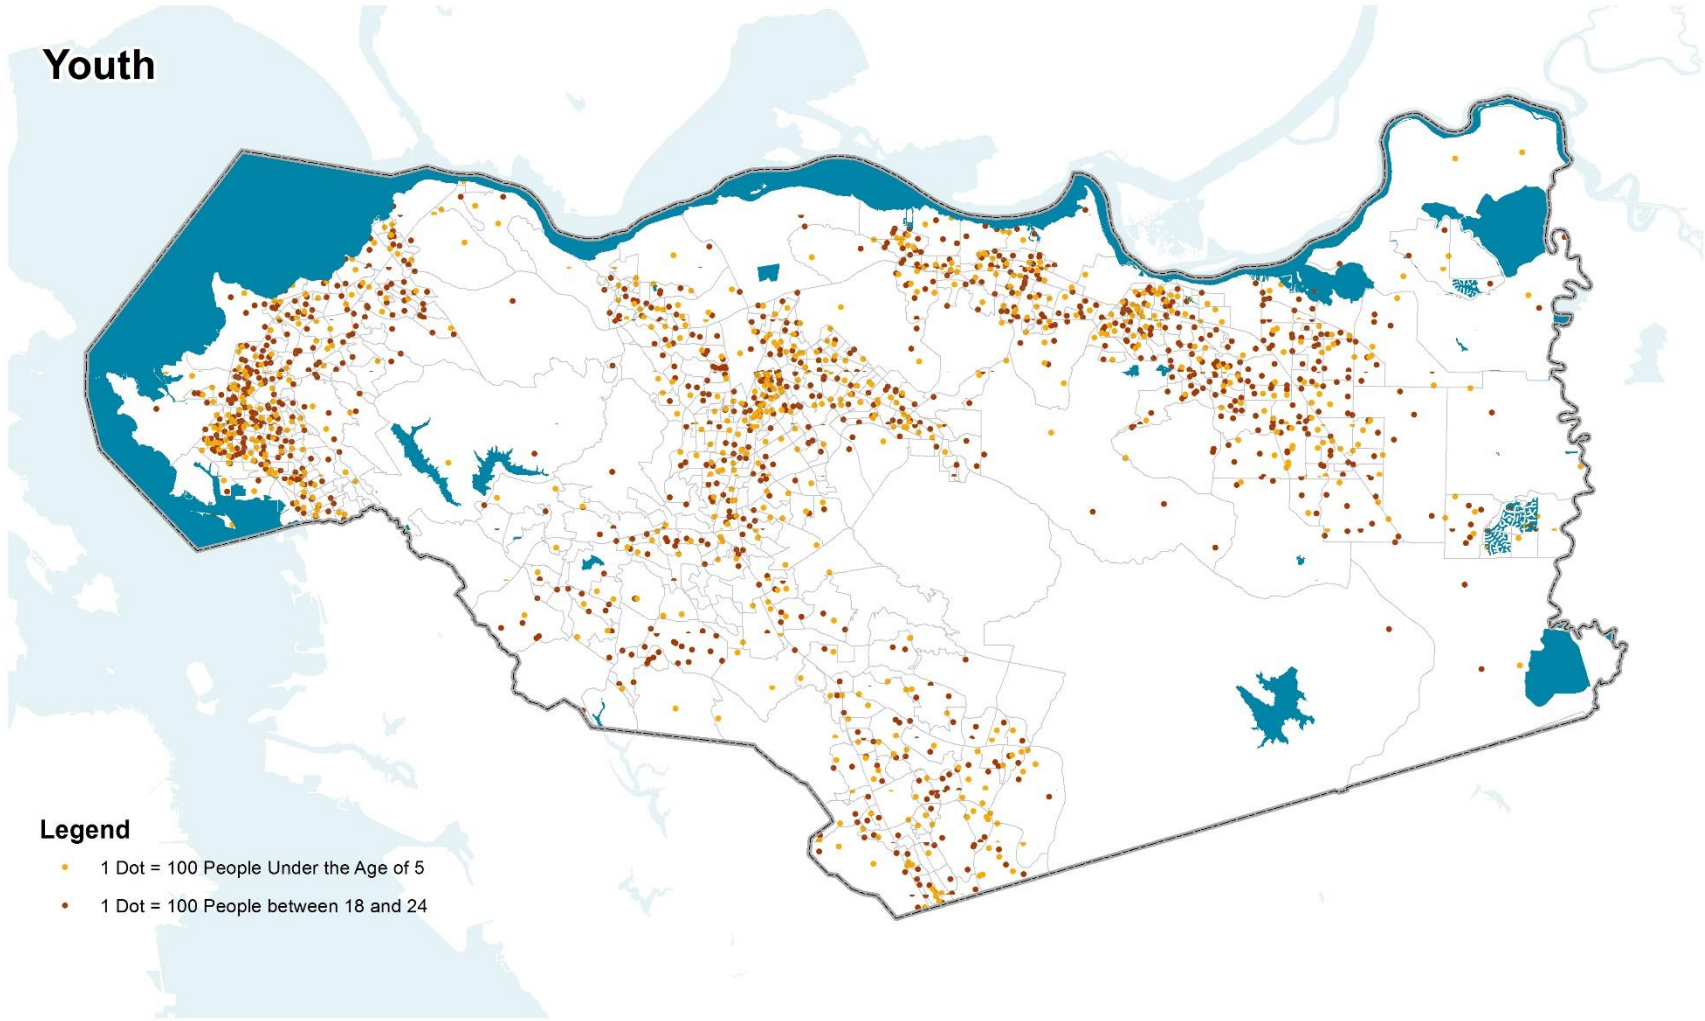 Youth
Legend
1 Dot = 100 People Under the Age of 5
1 Dot = 100 People between 18 and 24